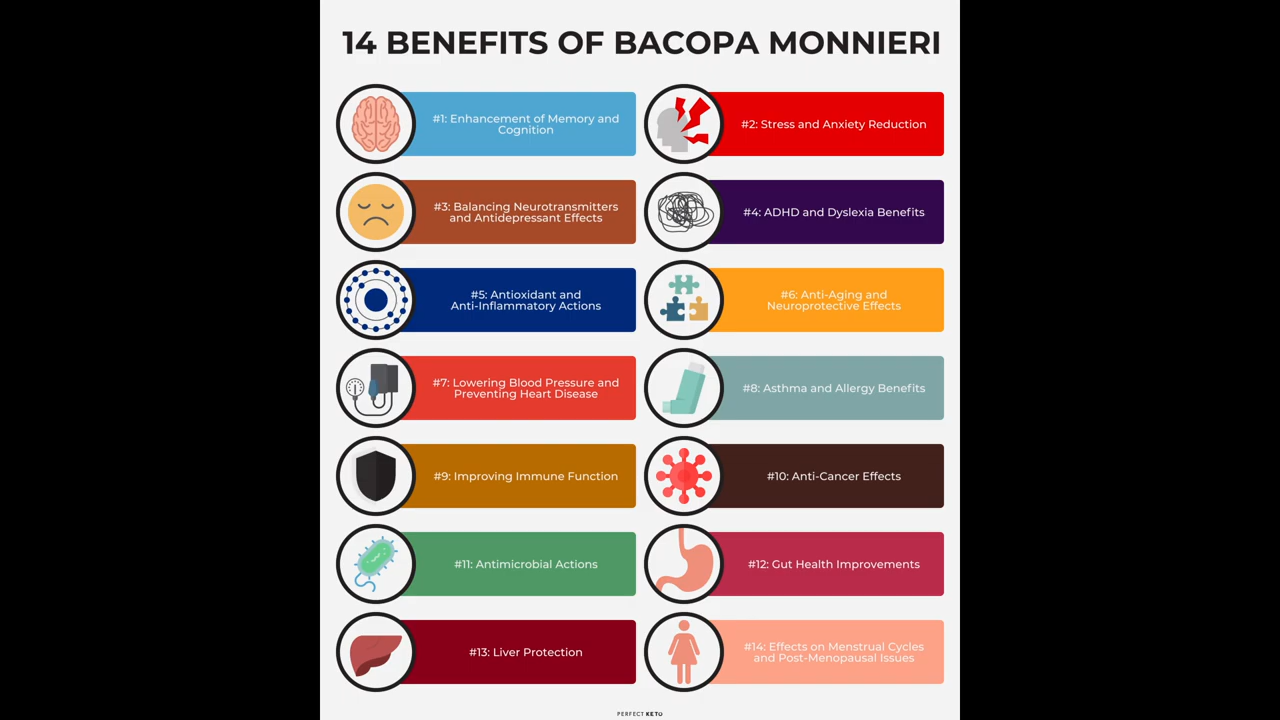 14 BENEFITS OF BACOPA MONNIERI
#1: Enhancement of Memory and
Cognition
#2: Stress and Anxiety Reduction
#3: Balancing Neurotransmitters
and Antidepressant Effects
#4: ADHD and Dyslexia Benefits
#5: Antioxidant and
Anti-Inflammatory Actions
#6: Anti-Aging and
Neuroprotective Effects
#7: Lowering Blood Pressure and
Preventing Heart Disease
#8: Asthma and Allergy Benefits
#9: Improving Immune Function
#10: Anti-Cancer Effects
#11: Antimicrobial Actions
#12: Gut Health Improvements
#13: Liver Protection
#14: Effects on Menstrual Cycles
and Post-Menopausal Issues
PERFECT KETO